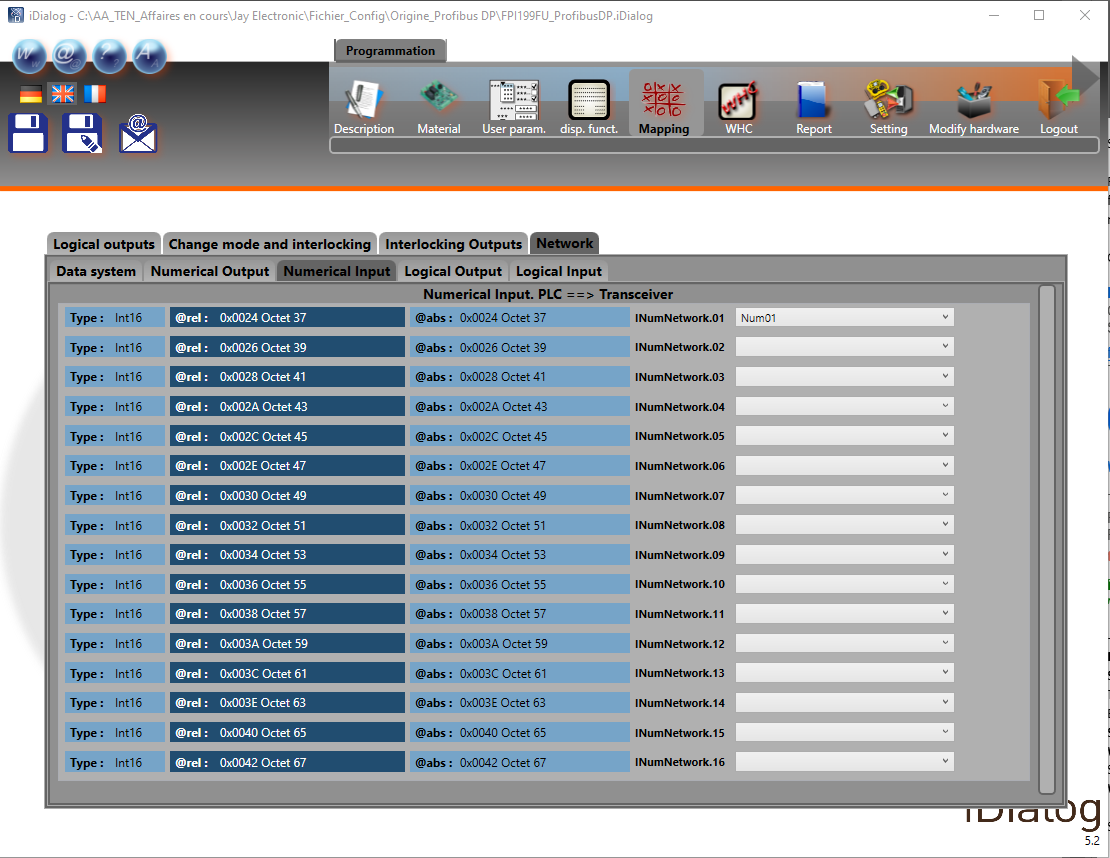 iDialog - C:\AA_TEN_Affaires en cours\Jay Electronic\Fichier_Config\Origine_Profibus DP\FPI199FU_ProfibusDP.iDialog
Programmation
Description Material User param. disp. funct. Mapping WHC Report Setting Modify hardware Logout
Logical outputs Change mode and interlocking Interlocking Outputs Network
Data system Numerical Output Numerical Input Logical Output Logical Input
Numerical Input. PLC ==> Transceiver
Type : Int16 @rel : 0x0024 Octet 37 @abs : 0x0024 Octet 37 INumNetwork.01 Num01
Type : Int16 @rel : 0x0026 Octet 39 @abs : 0x0026 Octet 39 INumNetwork.02
Type : Int16 @rel : 0x0028 Octet 41 @abs : 0x0028 Octet 41 INumNetwork.03
Type : Int16 @rel : 0x002A Octet 43 @abs : 0x002A Octet 43 INumNetwork.04
Type : Int16 @rel : 0x002C Octet 45 @abs : 0x002C Octet 45 INumNetwork.05
Type : Int16 @rel : 0x002E Octet 47 @abs : 0x002E Octet 47 INumNetwork.06
Type : Int16 @rel : 0x0030 Octet 49 @abs : 0x0030 Octet 49 INumNetwork.07
Type : Int16 @rel : 0x0032 Octet 51 @abs : 0x0032 Octet 51 INumNetwork.08
Type : Int16 @rel : 0x0034 Octet 53 @abs : 0x0034 Octet 53 INumNetwork.09
Type : Int16 @rel : 0x0036 Octet 55 @abs : 0x0036 Octet 55 INumNetwork.10
Type : Int16 @rel : 0x0038 Octet 57 @abs : 0x0038 Octet 57 INumNetwork.11
Type : Int16 @rel : 0x003A Octet 59 @abs : 0x003A Octet 59 INumNetwork.12
Type : Int16 @rel : 0x003C Octet 61 @abs : 0x003C Octet 61 INumNetwork.13
Type : Int16 @rel : 0x003E Octet 63 @abs : 0x003E Octet 63 INumNetwork.14
Type : Int16 @rel : 0x0040 Octet 65 @abs : 0x0040 Octet 65 INumNetwork.15
Type : Int16 @rel : 0x0042 Octet 67 @abs : 0x0042 Octet 67 INumNetwork.16
iDialog
5.2